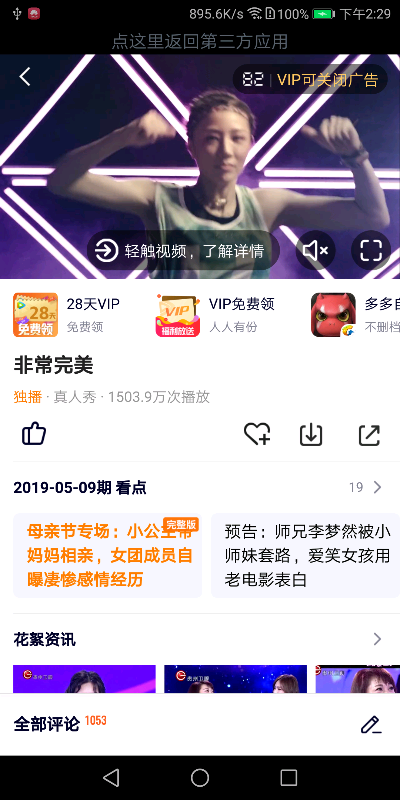 895.6K/s 100% 下午2:29
点这里返回第三方应用
82 | VIP可关闭广告
轻触视频，了解详情
28天
免费领
28天VIP
免费领
VIP
福利放送
VIP免费领
人人有份
多多自
不删档
非常完美
独播 · 真人秀 · 1503.9万次播放
2019-05-09期 看点
19
完整版
母亲节专场：小公主带
妈妈相亲，女团成员自
曝凄惨感情经历
预告：师兄李梦然被小
师妹套路，爱笑女孩用
老电影表白
花絮资讯
贵州卫视
全部评论 1053